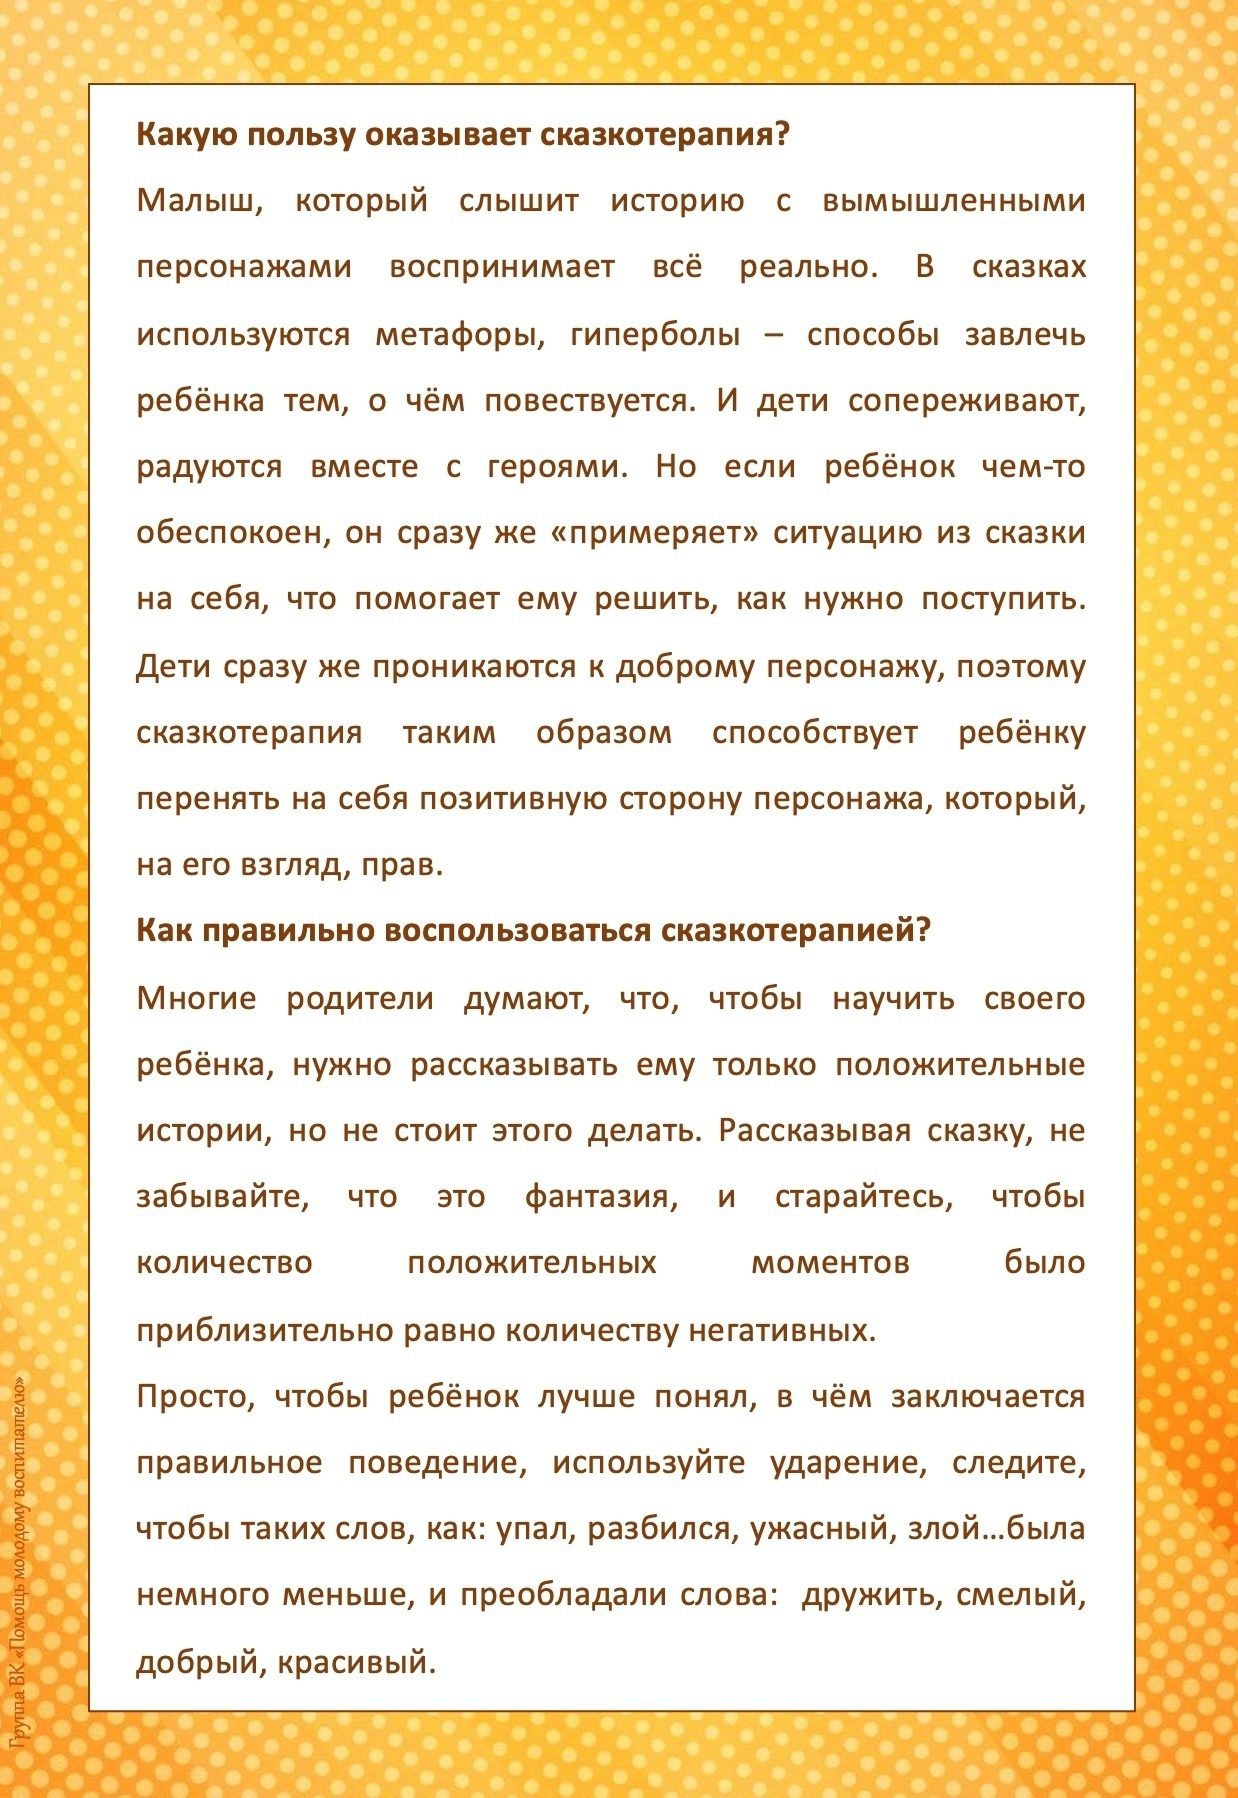 Какую пользу оказывает сказкотерапия?
Малыш, который слышит историю с вымышленными
персонажами воспринимает всё реально. В сказках
используются метафоры, гиперболы – способы завлечь
ребёнка тем, о чём повествуется. И дети сопереживают,
радуются вместе с героями. Но если ребёнок чем-то
обеспокоен, он сразу же «примеряет» ситуацию из сказки
на себя, что помогает ему решить, как нужно поступить.
Дети сразу же проникаются к доброму персонажу, поэтому
сказкотерапия таким образом способствует ребёнку
перенять на себя позитивную сторону персонажа, который,
на его взгляд, прав.
Как правильно воспользоваться сказкотерапией?
Многие родители думают, что, чтобы научить своего
ребёнка, нужно рассказывать ему только положительные
истории, но не стоит этого делать. Рассказывая сказку, не
забывайте, что это фантазия, и старайтесь, чтобы
количество положительных моментов было
приблизительно равно количеству негативных.
Просто, чтобы ребёнок лучше понял, в чём заключается
правильное поведение, используйте ударение, следите,
чтобы таких слов, как: упал, разбился, ужасный, злой…была
немного меньше, и преобладали слова: дружить, смелый,
добрый, красивый.
Группа ВК «Помощь молодому воспитателю»